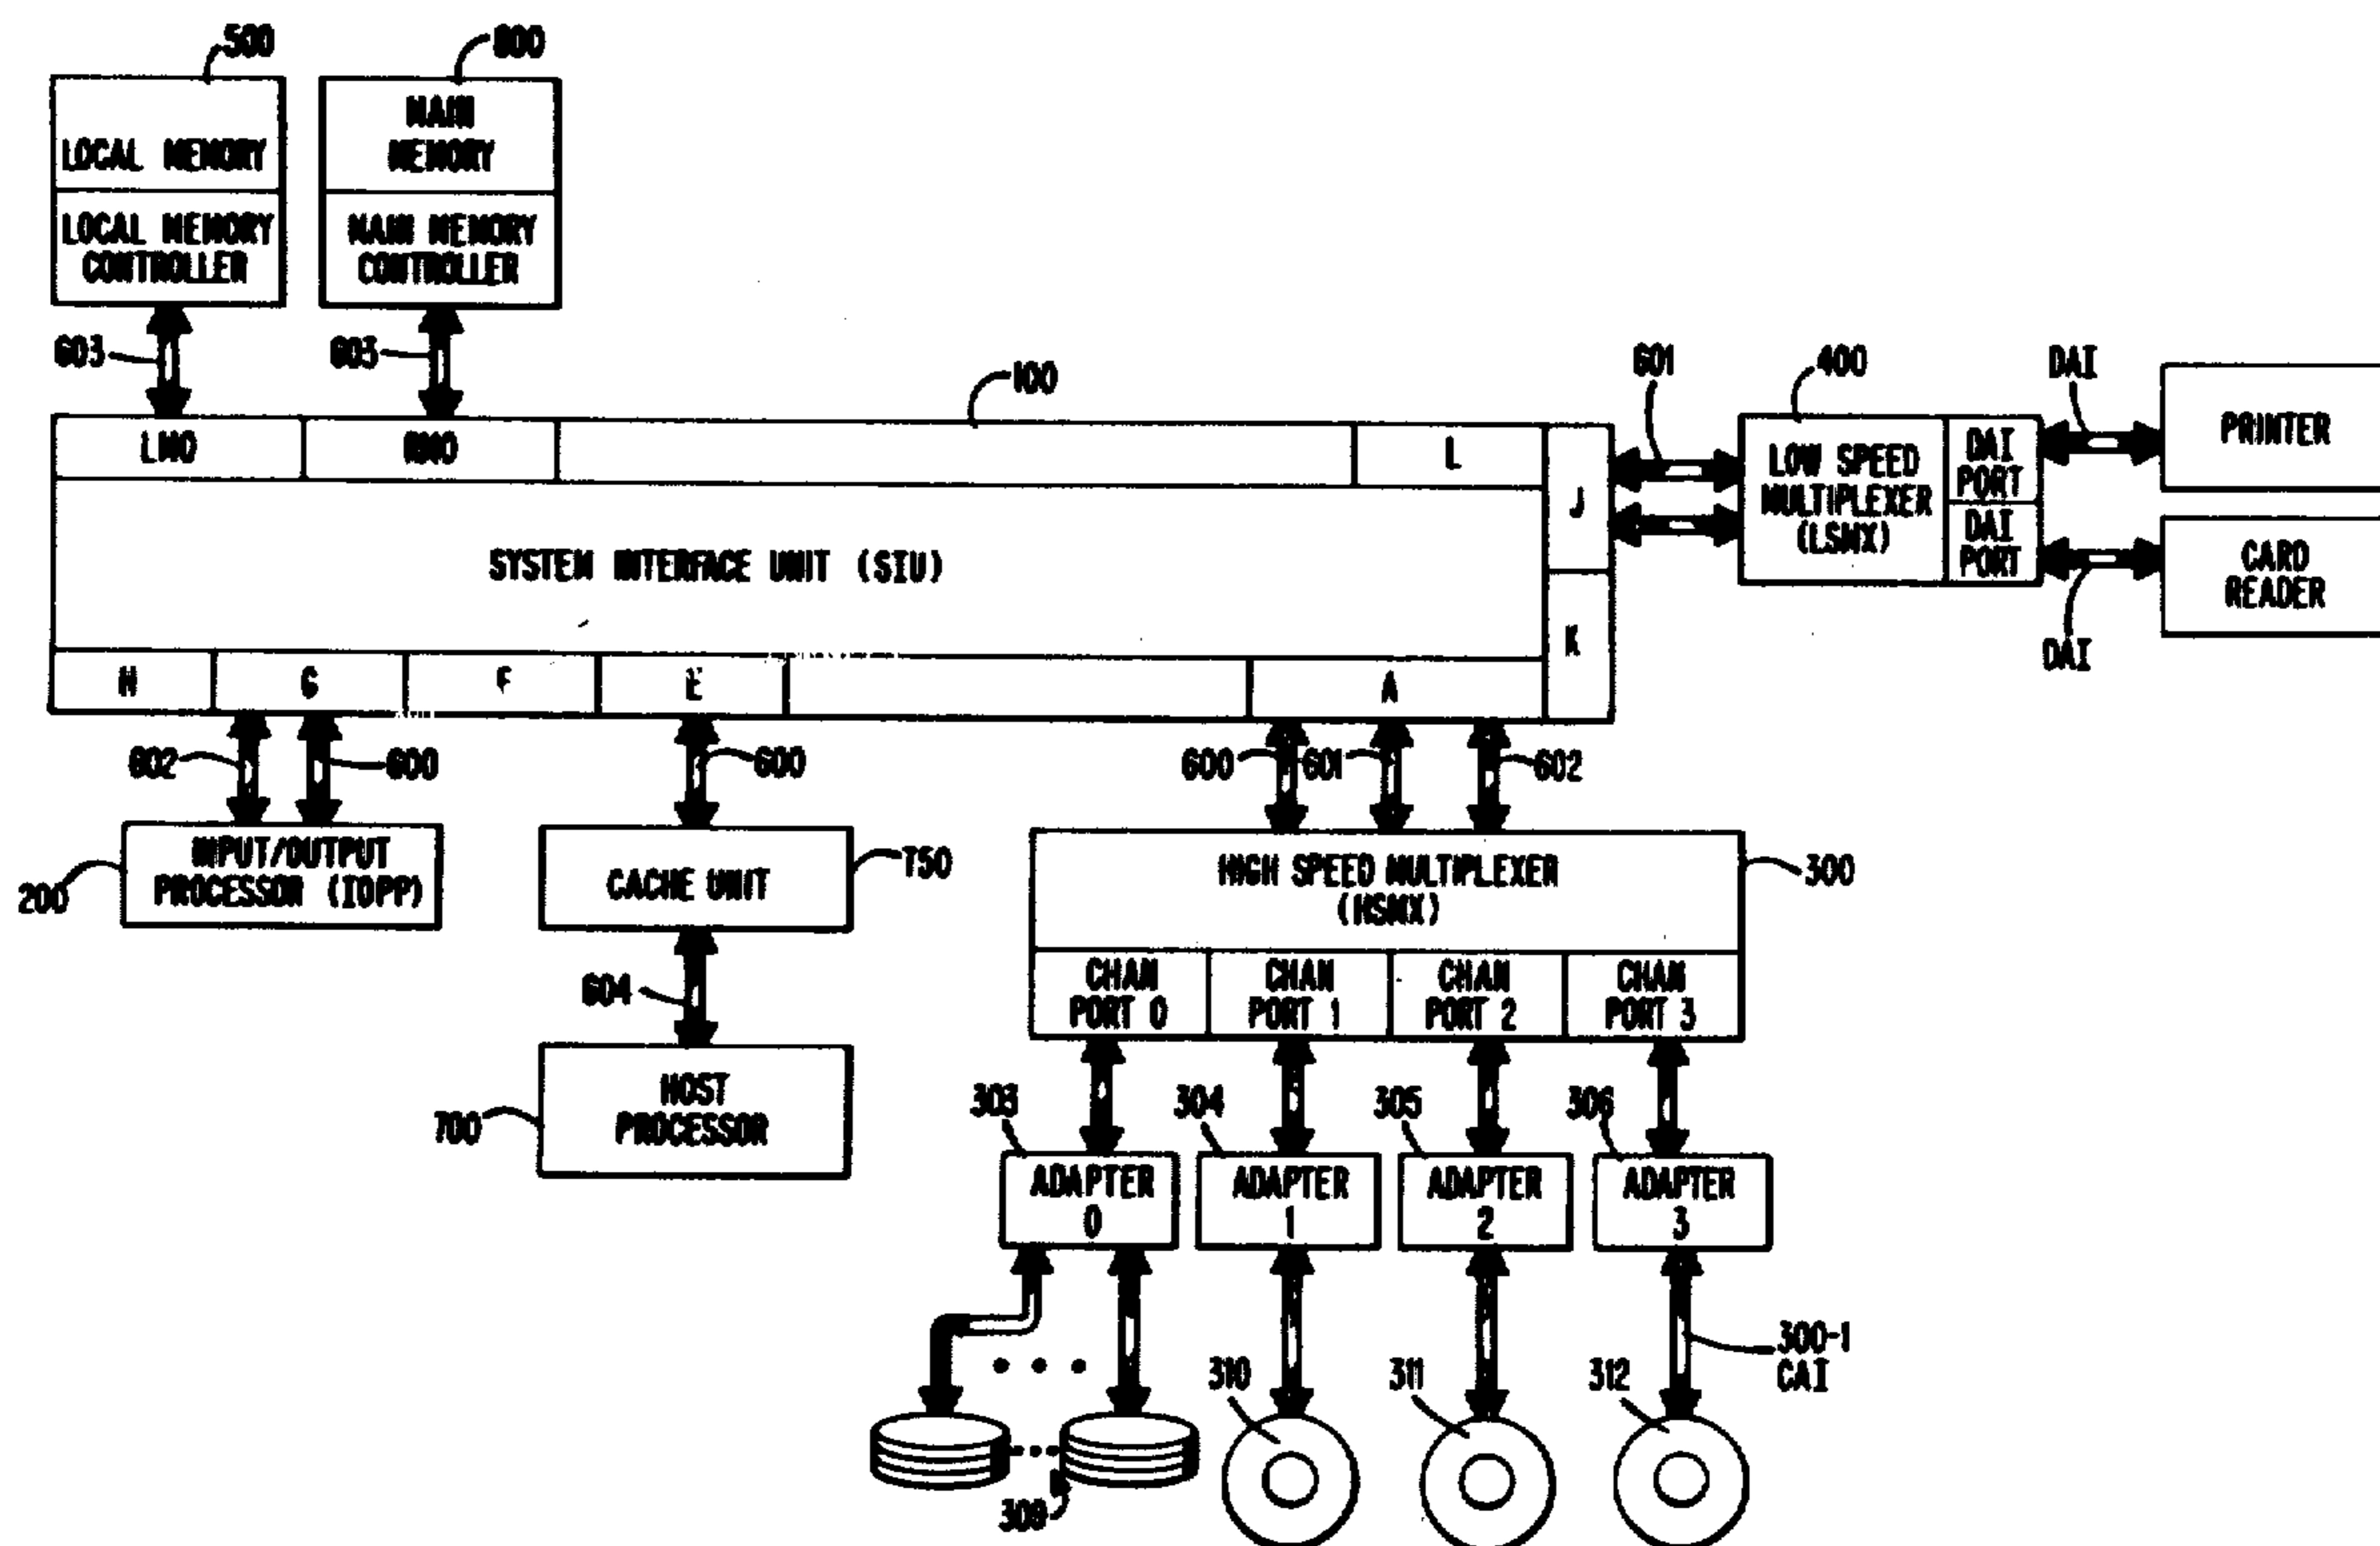 500
800
LOCAL MEMORY
MAIN
MEMORY
LOCAL MEMORY
CONTROLLER
MAIN MEMORY
CONTROLLER
603
603
100
601
400
DAI
LMO
RMO
L
J
K
LOW SPEED
MULTIPLEXER
(LSMX)
DAI
PORT
DAI
PORT
PRINTER
CARD
READER
DAI
SYSTEM INTERFACE UNIT (SIU)
H
G
F
E
A
602
600
600
600
601
602
INPUT/OUTPUT
PROCESSOR (IOPP)
200
CACHE UNIT
750
HIGH SPEED MULTIPLEXER
(HSMX)
300
CHAN
PORT 0
CHAN
PORT 1
CHAN
PORT 2
CHAN
PORT 3
604
HOST
PROCESSOR
700
303
304
305
306
ADAPTER
0
ADAPTER
1
ADAPTER
2
ADAPTER
3
300-1
CAI
310
311
312
309